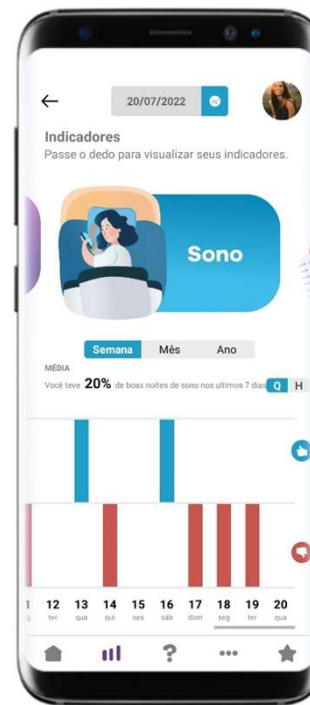 20/07/2022
Indicadores
Passe o dedo para visualizar seus indicadores.
Sono
Semana Mês Ano
MÉDIA
Você teve 20% de boas noites de sono nos ultimos 7 dias Q H
12 13 14 15 16 17 18 19 20
ter qua qui sex sáb dom seg ter qua
?